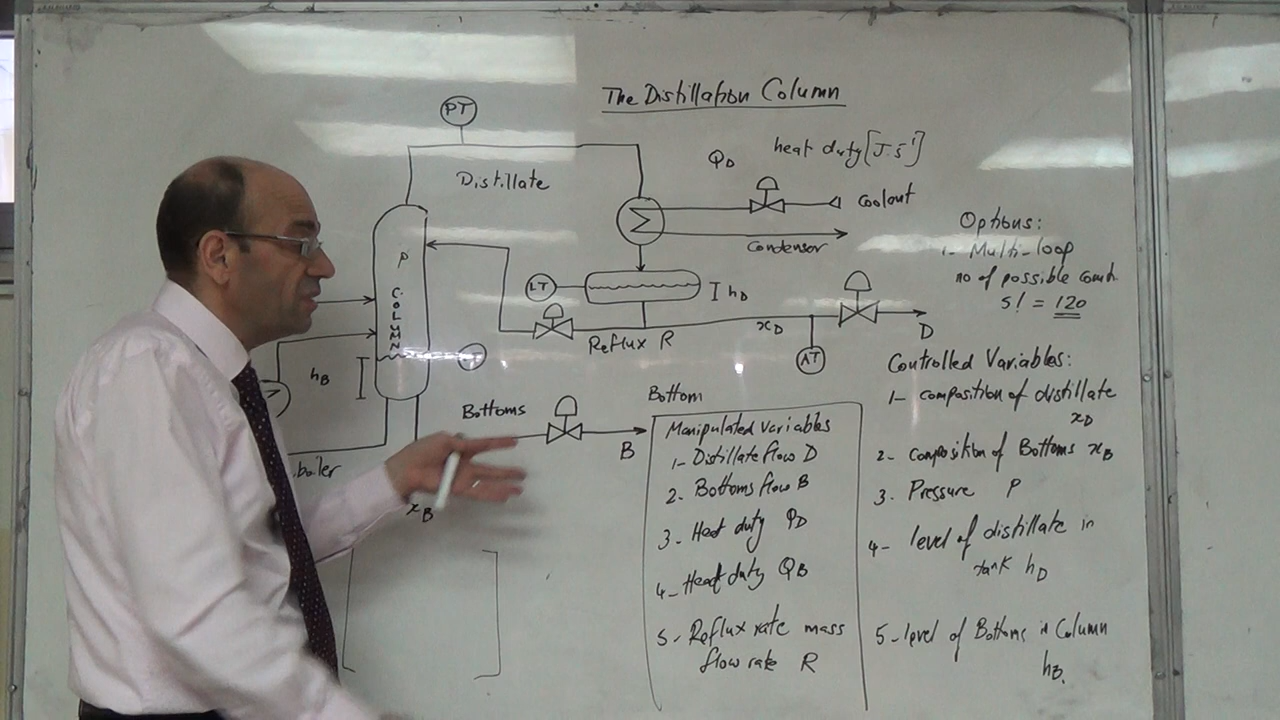 The Distillation Column
PT
Distillate
QD
heat duty [J.s⁻¹]
Coolant
Condensor
P
COLUMN
LT
hD
Reflux R
xD
AT
D
hB
Bottoms
B
boiler
xB
Options:
1- Multi-loop
no of possible comb.
5! = 120
Bottom
Manipulated Variables
1- Distillate flow D
2- Bottoms flow B
3- Heat duty QD
4- Heat duty QB
5- Reflux rate mass
flow rate R
Controlled Variables:
1- composition of distillate
xD
2- composition of Bottoms xB
3. Pressure P
4- level of distillate in
tank hD
5- level of Bottoms in Column
hB.